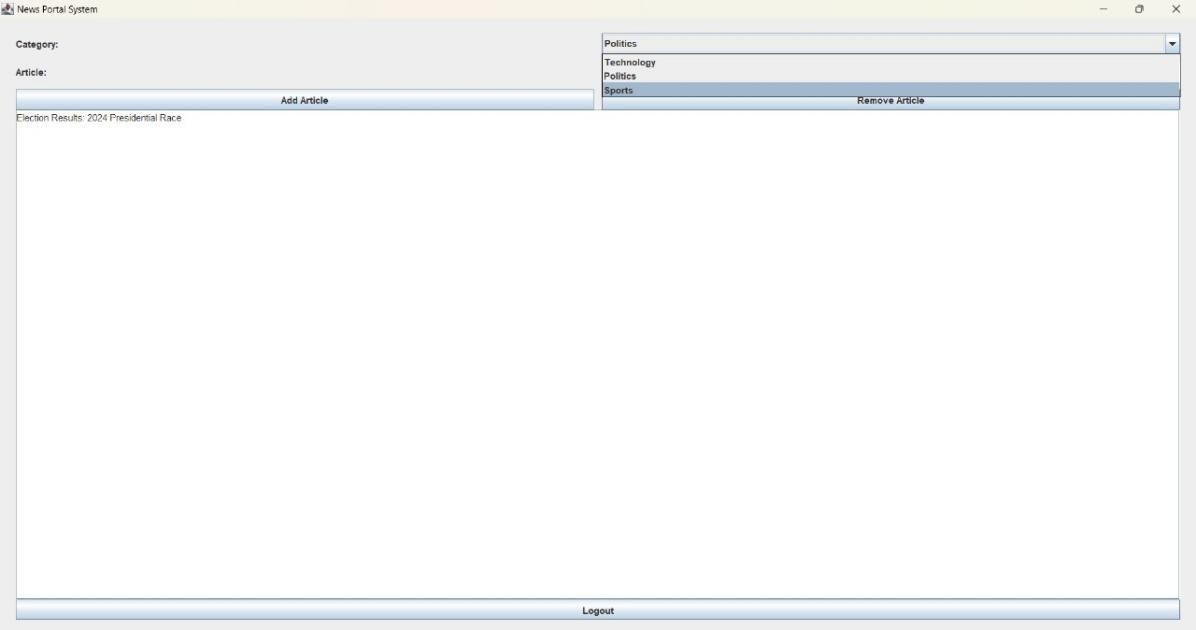 News Portal System
Category:
Politics
Technology
Politics
Sports
Article:
Add Article
Remove Article
Election Results: 2024 Presidential Race
Logout